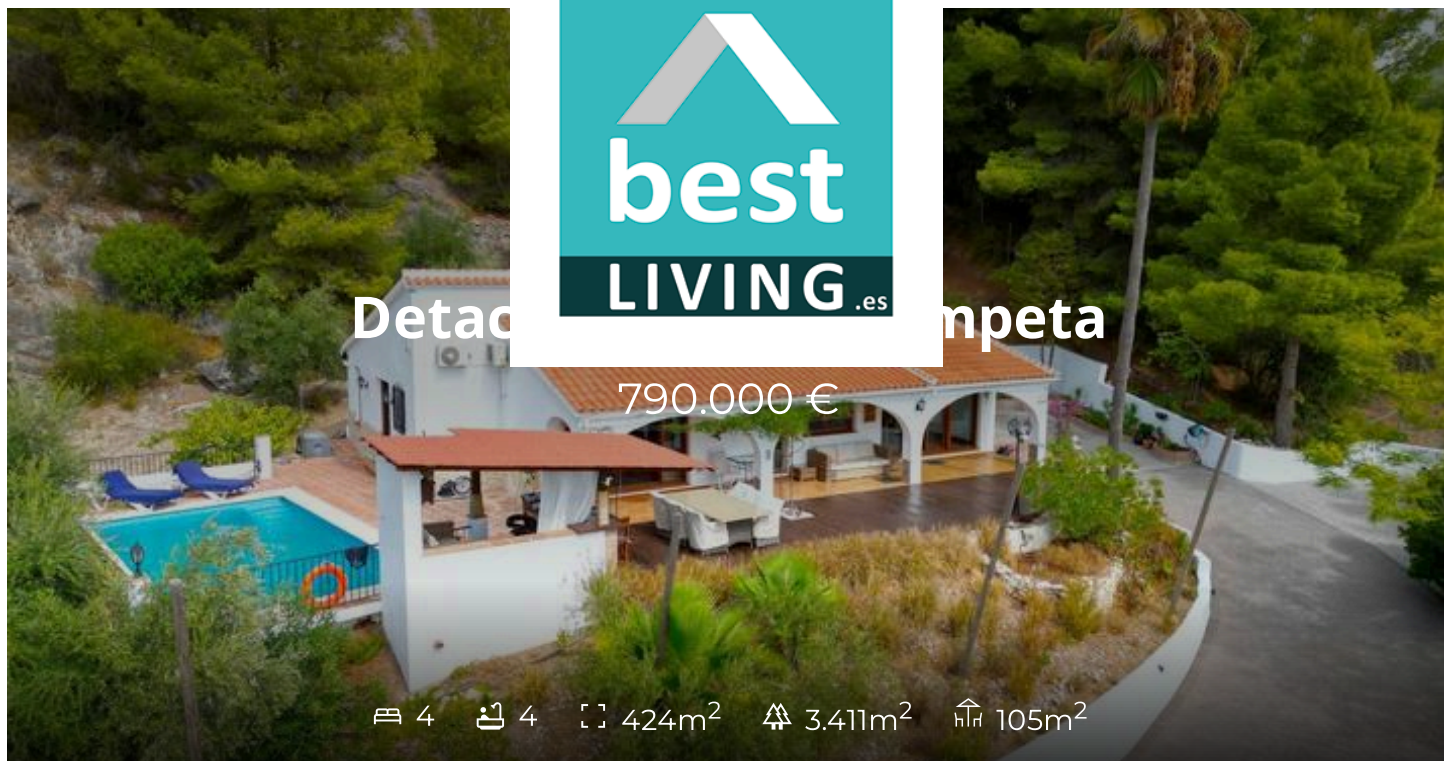 best
LIVING.es
Detac mpeta
790.000 €
4 4 424m² 3.411m² 105m²